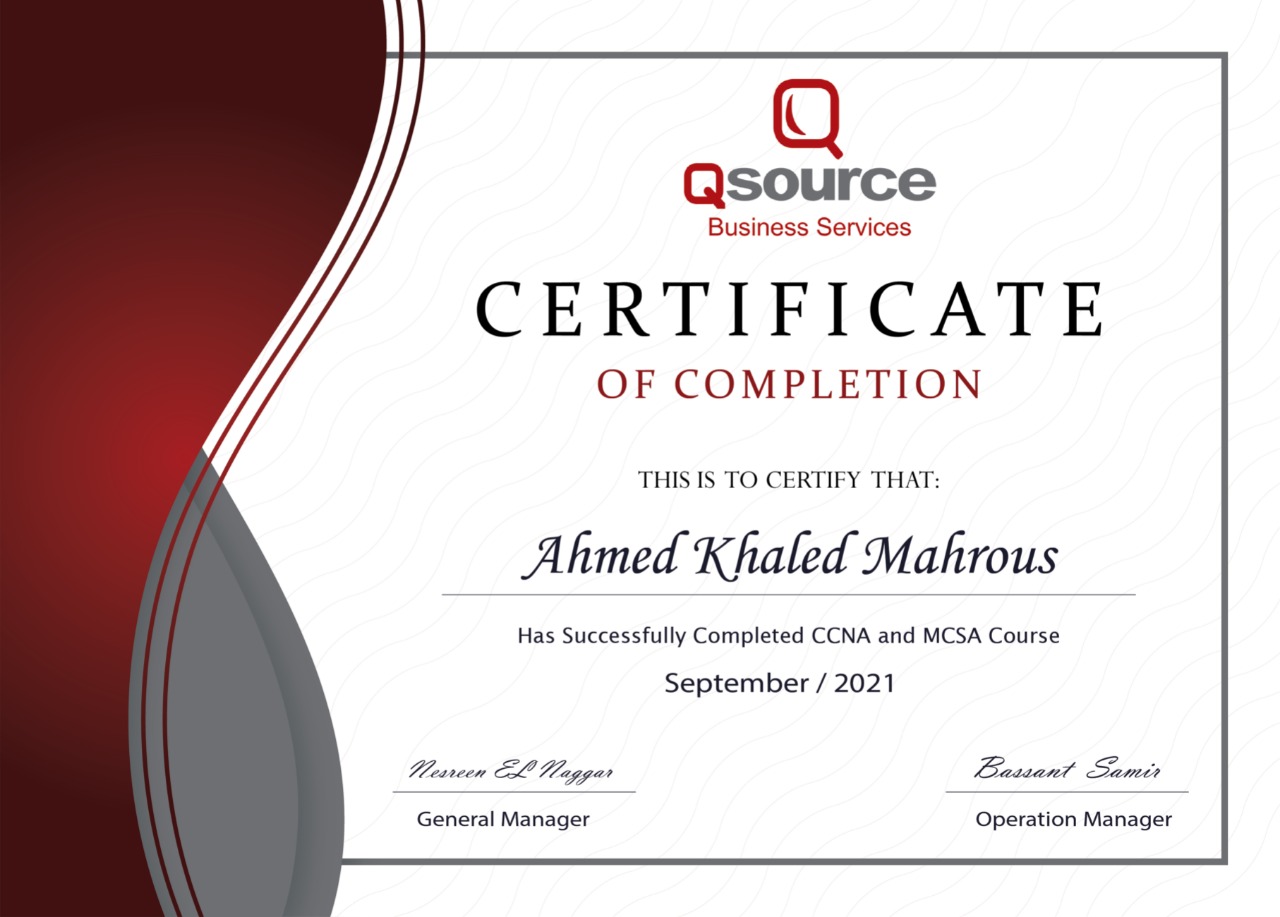 Qsource
Business Services
CERTIFICATE
OF COMPLETION
THIS IS TO CERTIFY THAT:
Ahmed Khaled Mahrous
Has Successfully Completed CCNA and MCSA Course
September / 2021
Nesreen EL Naggar
Bassant Samir
General Manager
Operation Manager